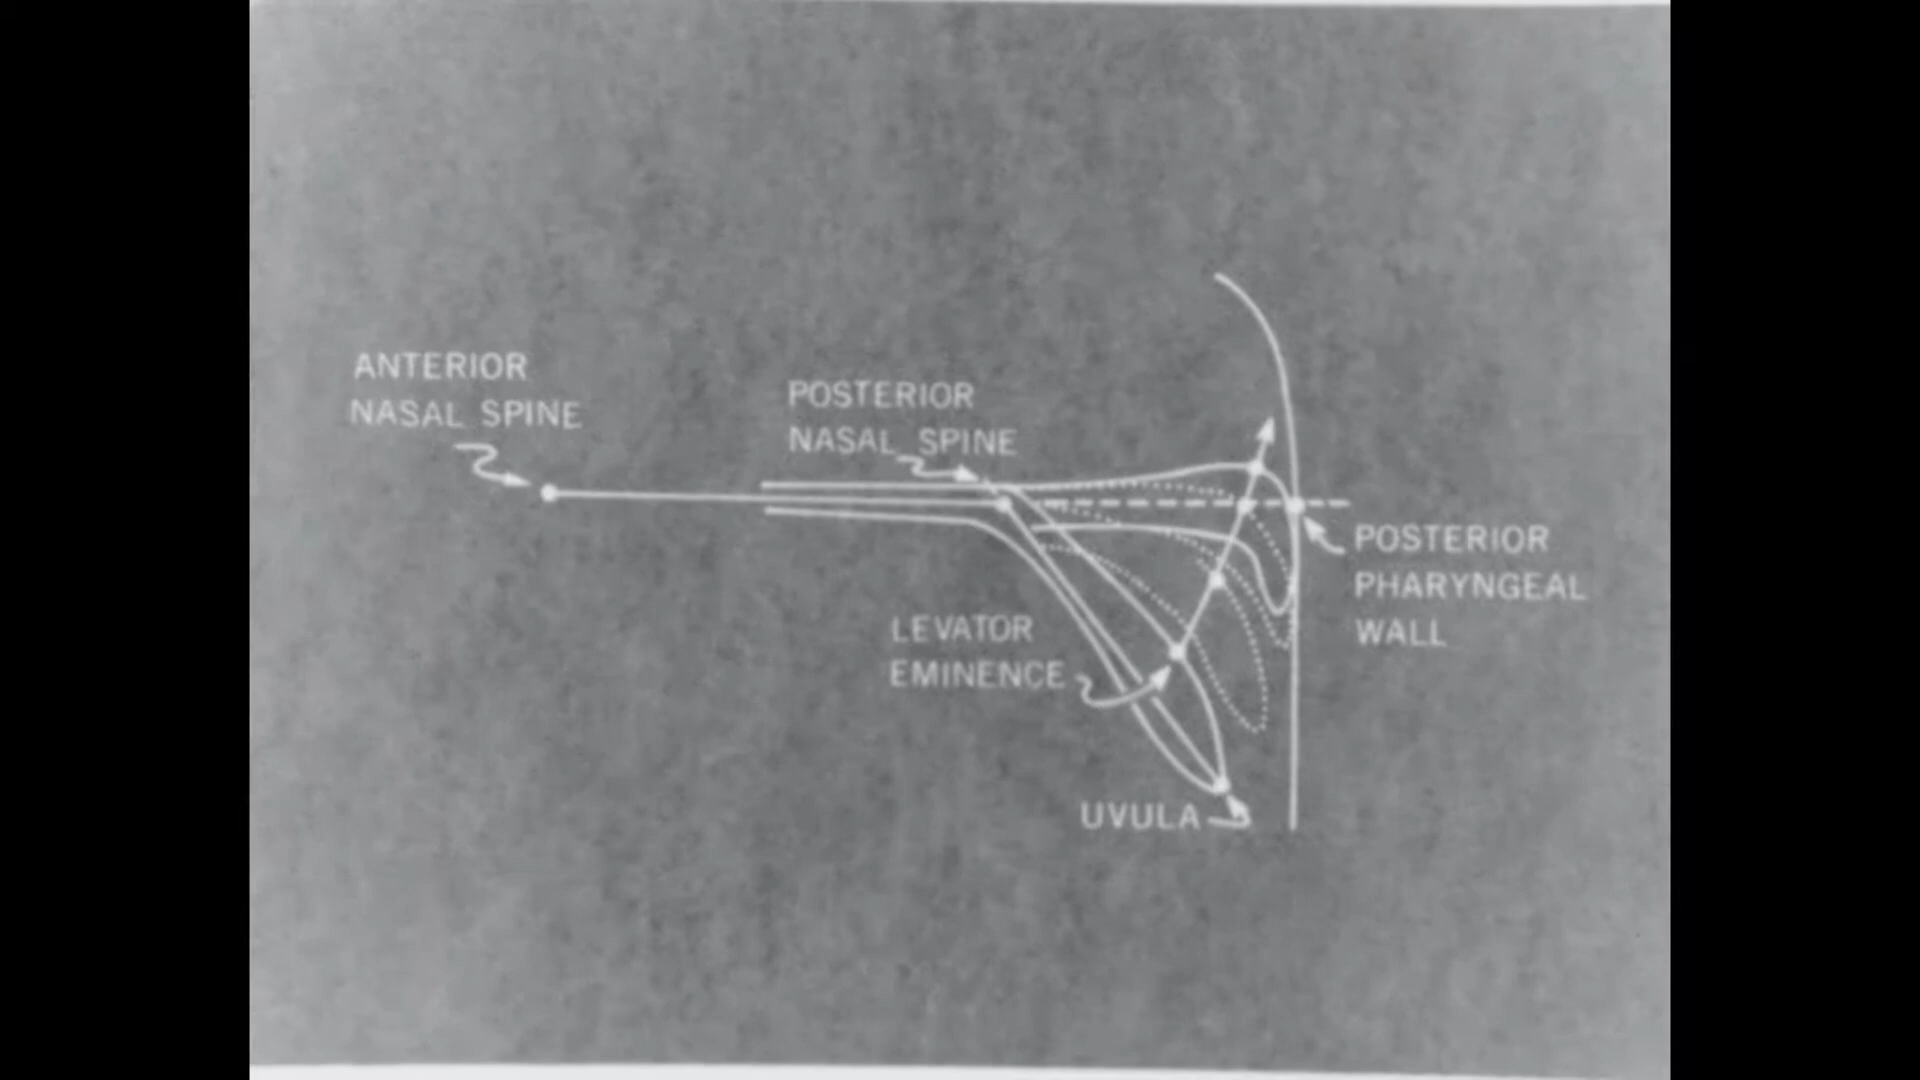 ANTERIOR
NASAL SPINE
POSTERIOR
NASAL SPINE
POSTERIOR
PHARYNGEAL
WALL
LEVATOR
EMINENCE
UVULA